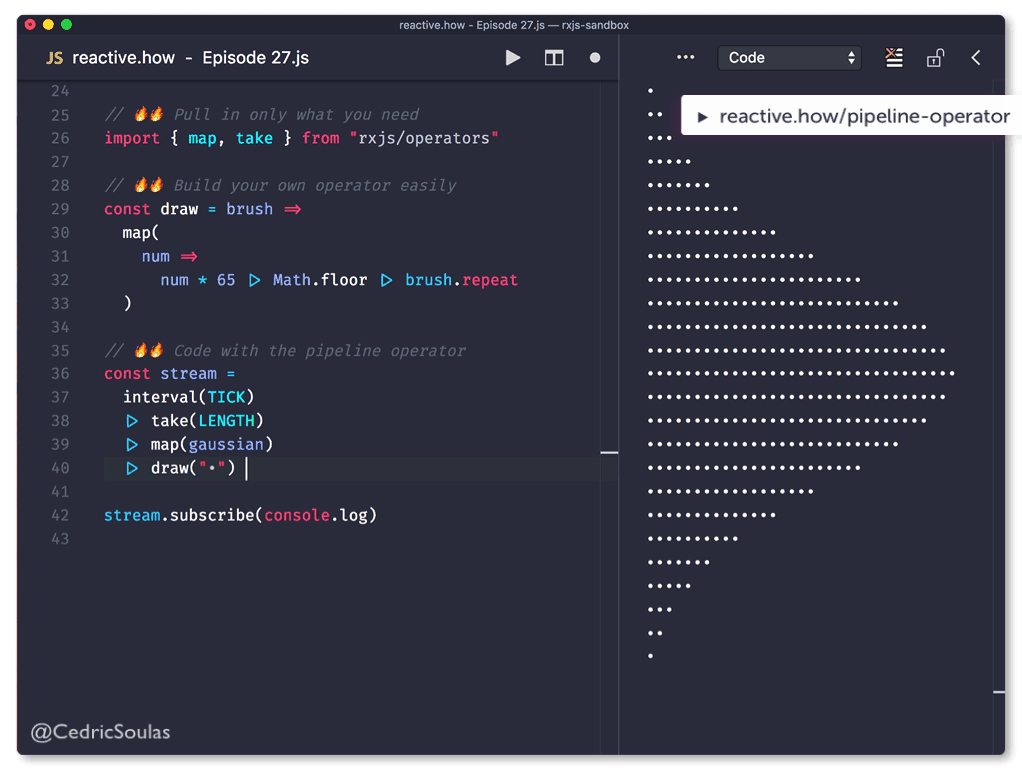 reactive.how - Episode 27.js — rxjs-sandbox
JS reactive.how - Episode 27.js
Code
reactive.how/pipeline-operator
24
25 // 🔥🔥 Pull in only what you need
26 import { map, take } from "rxjs/operators"
27
28 // 🔥🔥 Build your own operator easily
29 const draw = brush =>
30 map(
31 num =>
32 num * 65 ▷ Math.floor ▷ brush.repeat
33 )
34
35 // 🔥🔥 Code with the pipeline operator
36 const stream =
37 interval(TICK)
38 ▷ take(LENGTH)
39 ▷ map(gaussian)
40 ▷ draw("•")
41
42 stream.subscribe(console.log)
43
@CedricSoulas